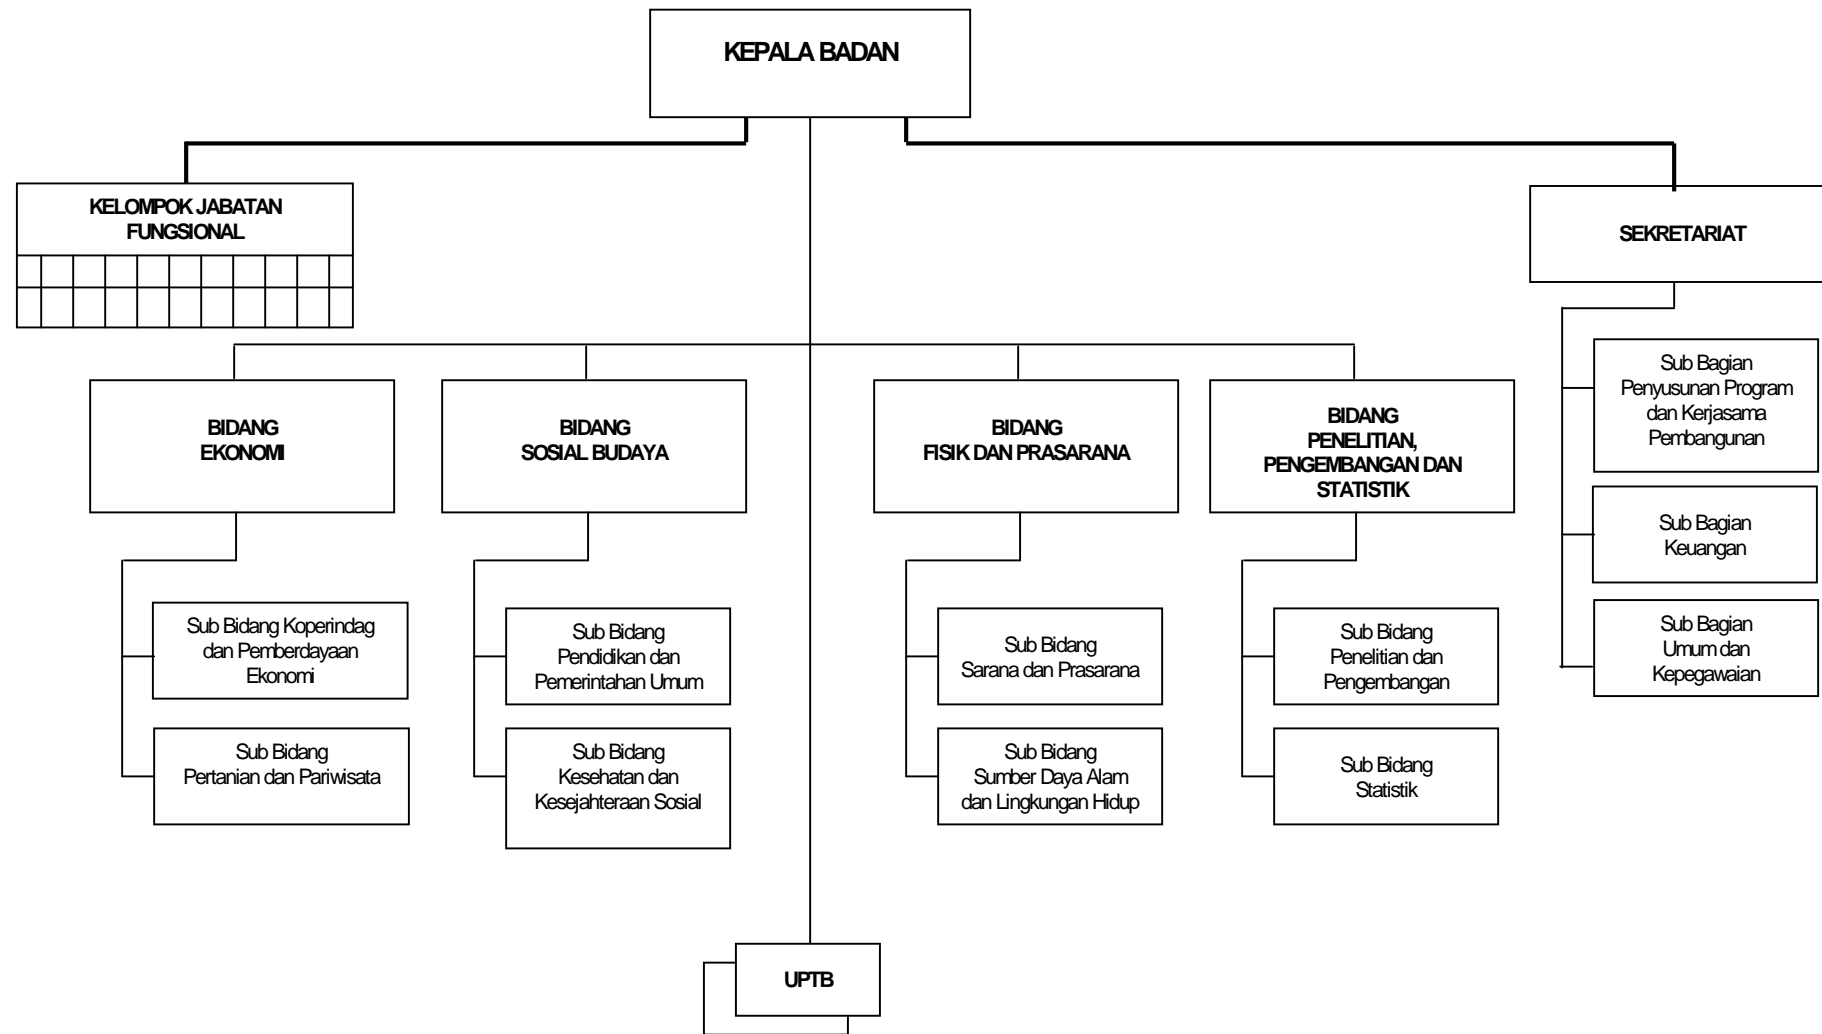 KEPALA BADAN
KELOMPOK JABATAN
FUNGSIONAL
SEKRETARIAT
Sub Bagian
Penyusunan Program
dan Kerjasama
Pembangunan
Sub Bagian
Keuangan
Sub Bagian
Umum dan
Kepegawaian
BIDANG
EKONOMI
BIDANG
SOSIAL BUDAYA
BIDANG
FISIK DAN PRASARANA
BIDANG
PENELITIAN,
PENGEMBANGAN DAN
STATISTIK
Sub Bidang Koperindag
dan Pemberdayaan
Ekonomi
Sub Bidang
Pertanian dan Pariwisata
Sub Bidang
Pendidikan dan
Pemerintahan Umum
Sub Bidang
Kesehatan dan
Kesejahteraan Sosial
Sub Bidang
Sarana dan Prasarana
Sub Bidang
Sumber Daya Alam
dan Lingkungan Hidup
Sub Bidang
Penelitian dan
Pengembangan
Sub Bidang
Statistik
UPTB